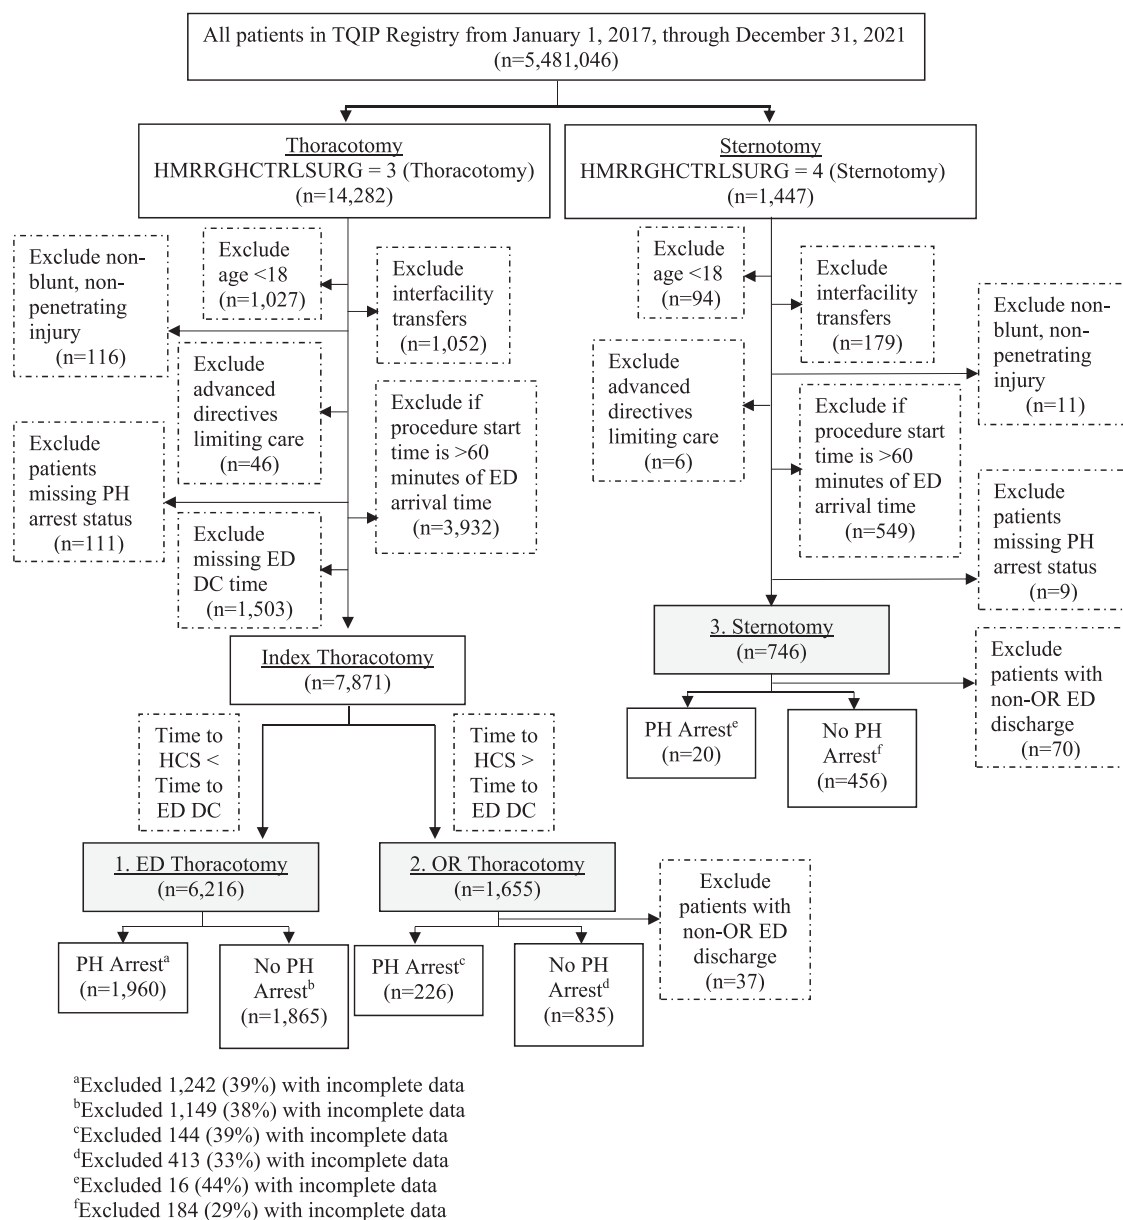 All patients in TQIP Registry from January 1, 2017, through December 31, 2021
(n=5,481,046)
Thoracotomy
HMRRGHCTRLSURG = 3 (Thoracotomy)
(n=14,282)
Sternotomy
HMRRGHCTRLSURG = 4 (Sternotomy)
(n=1,447)
Exclude non-
blunt, non-
penetrating
injury
(n=116)
Exclude
age <18
(n=1,027)
Exclude
interfacility
transfers
(n=1,052)
Exclude
advanced
directives
limiting care
(n=46)
Exclude if
procedure start
time is >60
minutes of ED
arrival time
(n=3,932)
Exclude
patients
missing PH
arrest status
(n=111)
Exclude
missing ED
DC time
(n=1,503)
Exclude
age <18
(n=94)
Exclude
interfacility
transfers
(n=179)
Exclude non-
blunt, non-
penetrating
injury
(n=11)
Exclude
advanced
directives
limiting care
(n=6)
Exclude if
procedure start
time is >60
minutes of ED
arrival time
(n=549)
Exclude
patients
missing PH
arrest status
(n=9)
Index Thoracotomy
(n=7,871)
3. Sternotomy
(n=746)
Exclude
patients with
non-OR ED
discharge
(n=70)
PH Arrestᵉ
(n=20)
No PH
Arrestᶠ
(n=456)
Time to
HCS <
Time to
ED DC
Time to
HCS >
Time to
ED DC
1. ED Thoracotomy
(n=6,216)
2. OR Thoracotomy
(n=1,655)
Exclude
patients with
non-OR ED
discharge
(n=37)
PH Arrestᵃ
(n=1,960)
No PH
Arrestᵇ
(n=1,865)
PH Arrestᶜ
(n=226)
No PH
Arrestᵈ
(n=835)
ᵃExcluded 1,242 (39%) with incomplete data
ᵇExcluded 1,149 (38%) with incomplete data
ᶜExcluded 144 (39%) with incomplete data
ᵈExcluded 413 (33%) with incomplete data
ᵉExcluded 16 (44%) with incomplete data
ᶠExcluded 184 (29%) with incomplete data